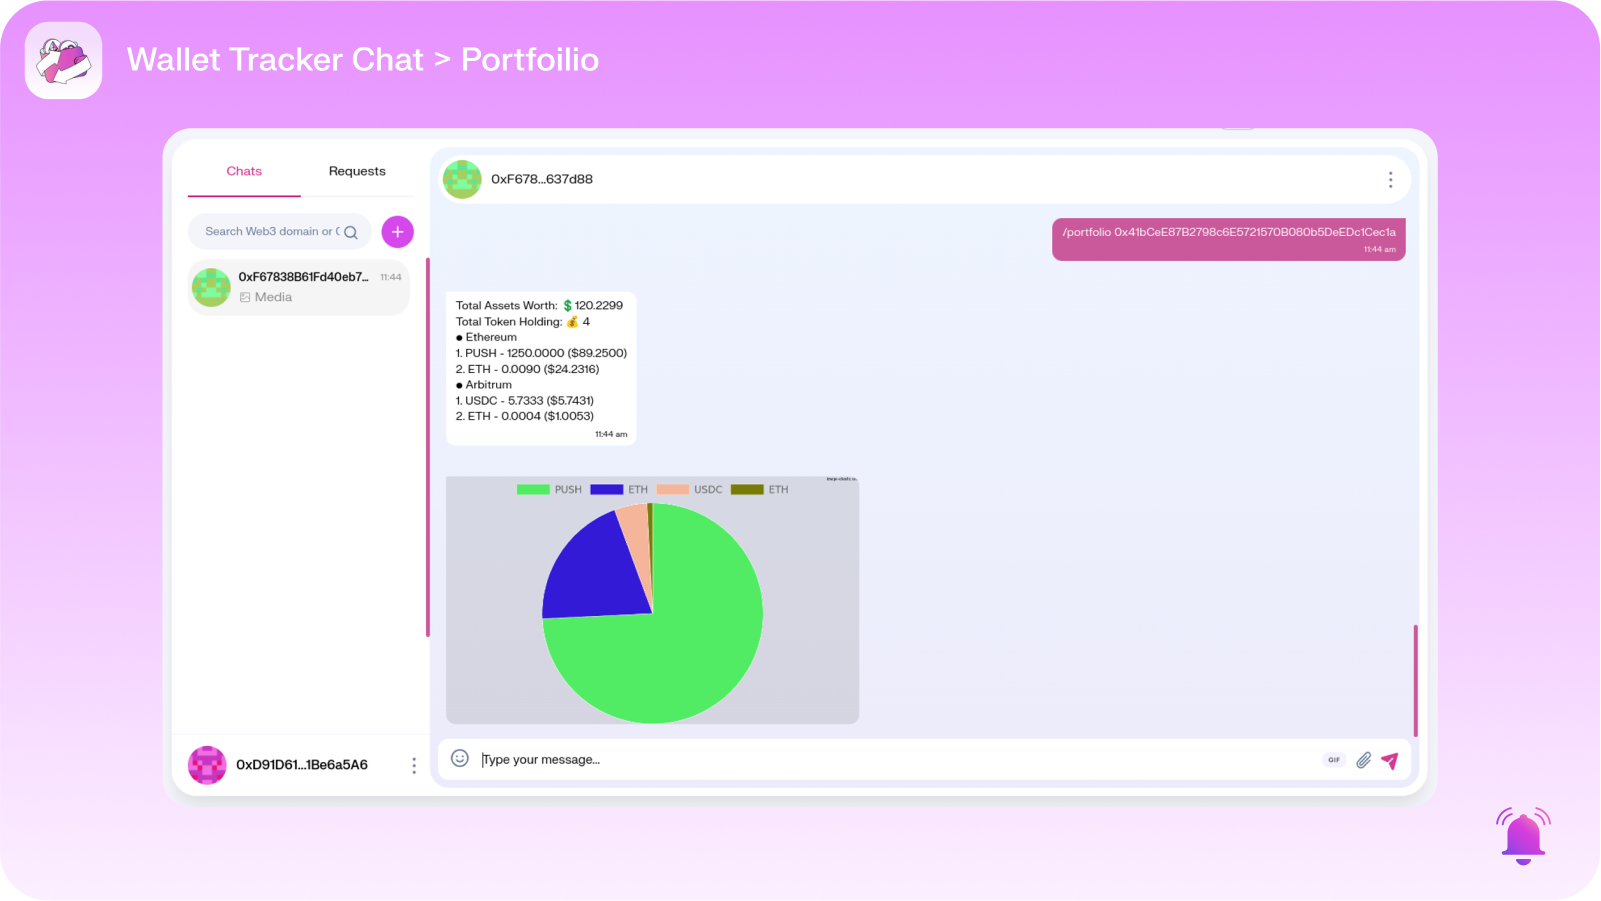 Wallet Tracker Chat > Portfoilio
Chats
Requests
Search Web3 domain or
0xF67838B61Fd40eb7...
11:44
Media
0xD91D61...1Be6a5A6
0xF678...637d88
/portfolio 0x41bCeE87B2798c6E5721570B080b5DeEDc1Cec1a
11:44 am
Total Assets Worth: 💲120.2299
Total Token Holding: 💰 4
● Ethereum
1. PUSH - 1250.0000 ($89.2500)
2. ETH - 0.0090 ($24.2316)
● Arbitrum
1. USDC - 5.7333 ($5.7431)
2. ETH - 0.0004 ($1.0053)
11:44 am
PUSH ETH USDC ETH
Type your message...
GIF